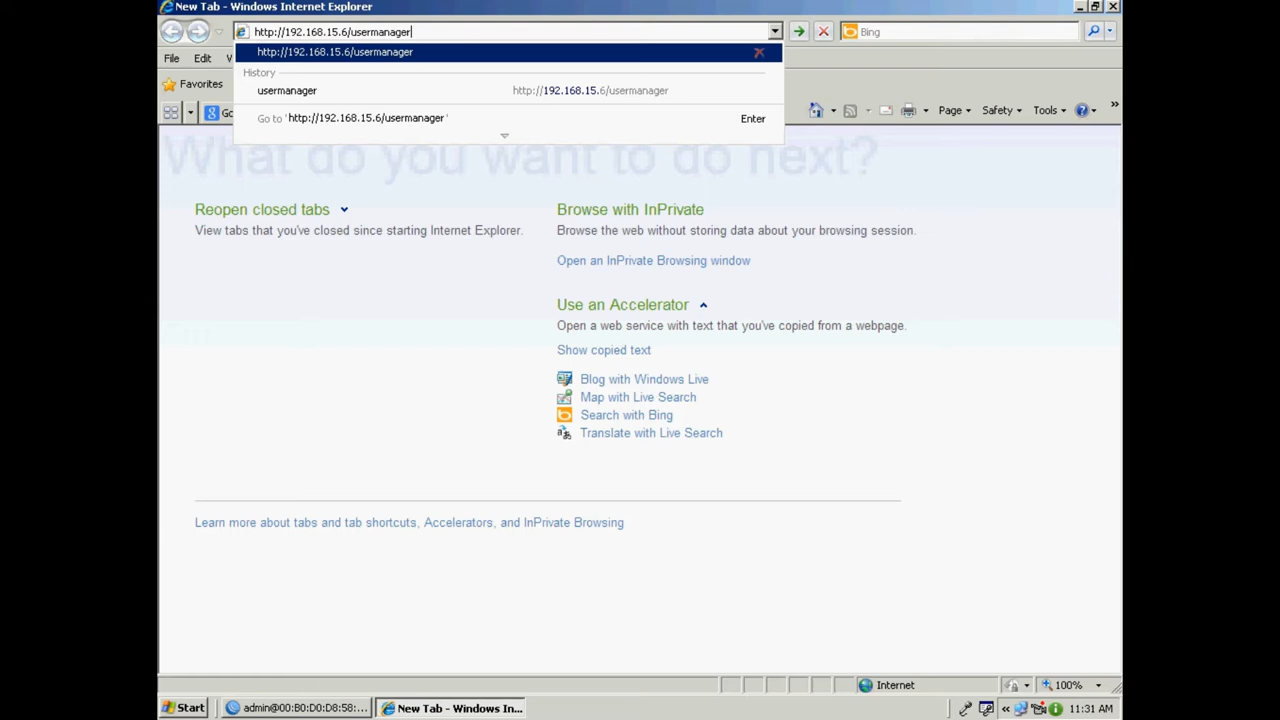 New Tab - Windows Internet Explorer
http://192.168.15.6/usermanager
Bing
http://192.168.15.6/usermanager
File Edit
History
Favorites
usermanager http://192.168.15.6/usermanager
Go Page Safety Tools
Go to 'http://192.168.15.6/usermanager' Enter
What do you want to do next?
Reopen closed tabs
View tabs that you've closed since starting Internet Explorer.
Browse with InPrivate
Browse the web without storing data about your browsing session.
Open an InPrivate Browsing window
Use an Accelerator
Open a web service with text that you've copied from a webpage.
Show copied text
Blog with Windows Live
Map with Live Search
Search with Bing
Translate with Live Search
Learn more about tabs and tab shortcuts, Accelerators, and InPrivate Browsing
Internet 100%
Start admin@00:B0:D0:D8:58:... New Tab - Windows In... 11:31 AM